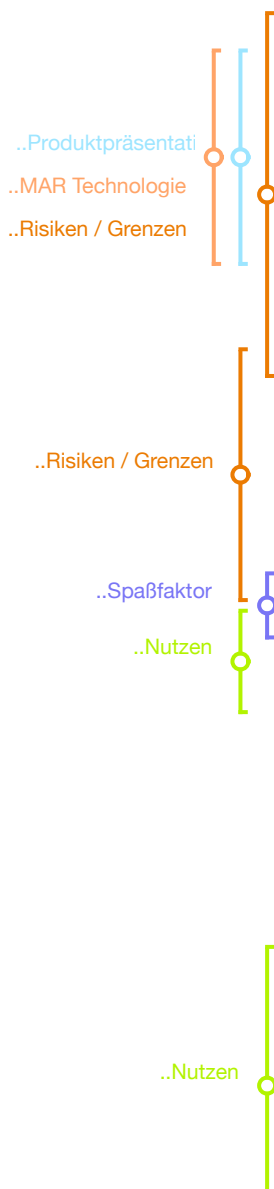 ..Produktpräsentati
..MAR Technologie
..Risiken / Grenzen
..Risiken / Grenzen
..Spaßfaktor
..Nutzen
..Nutzen